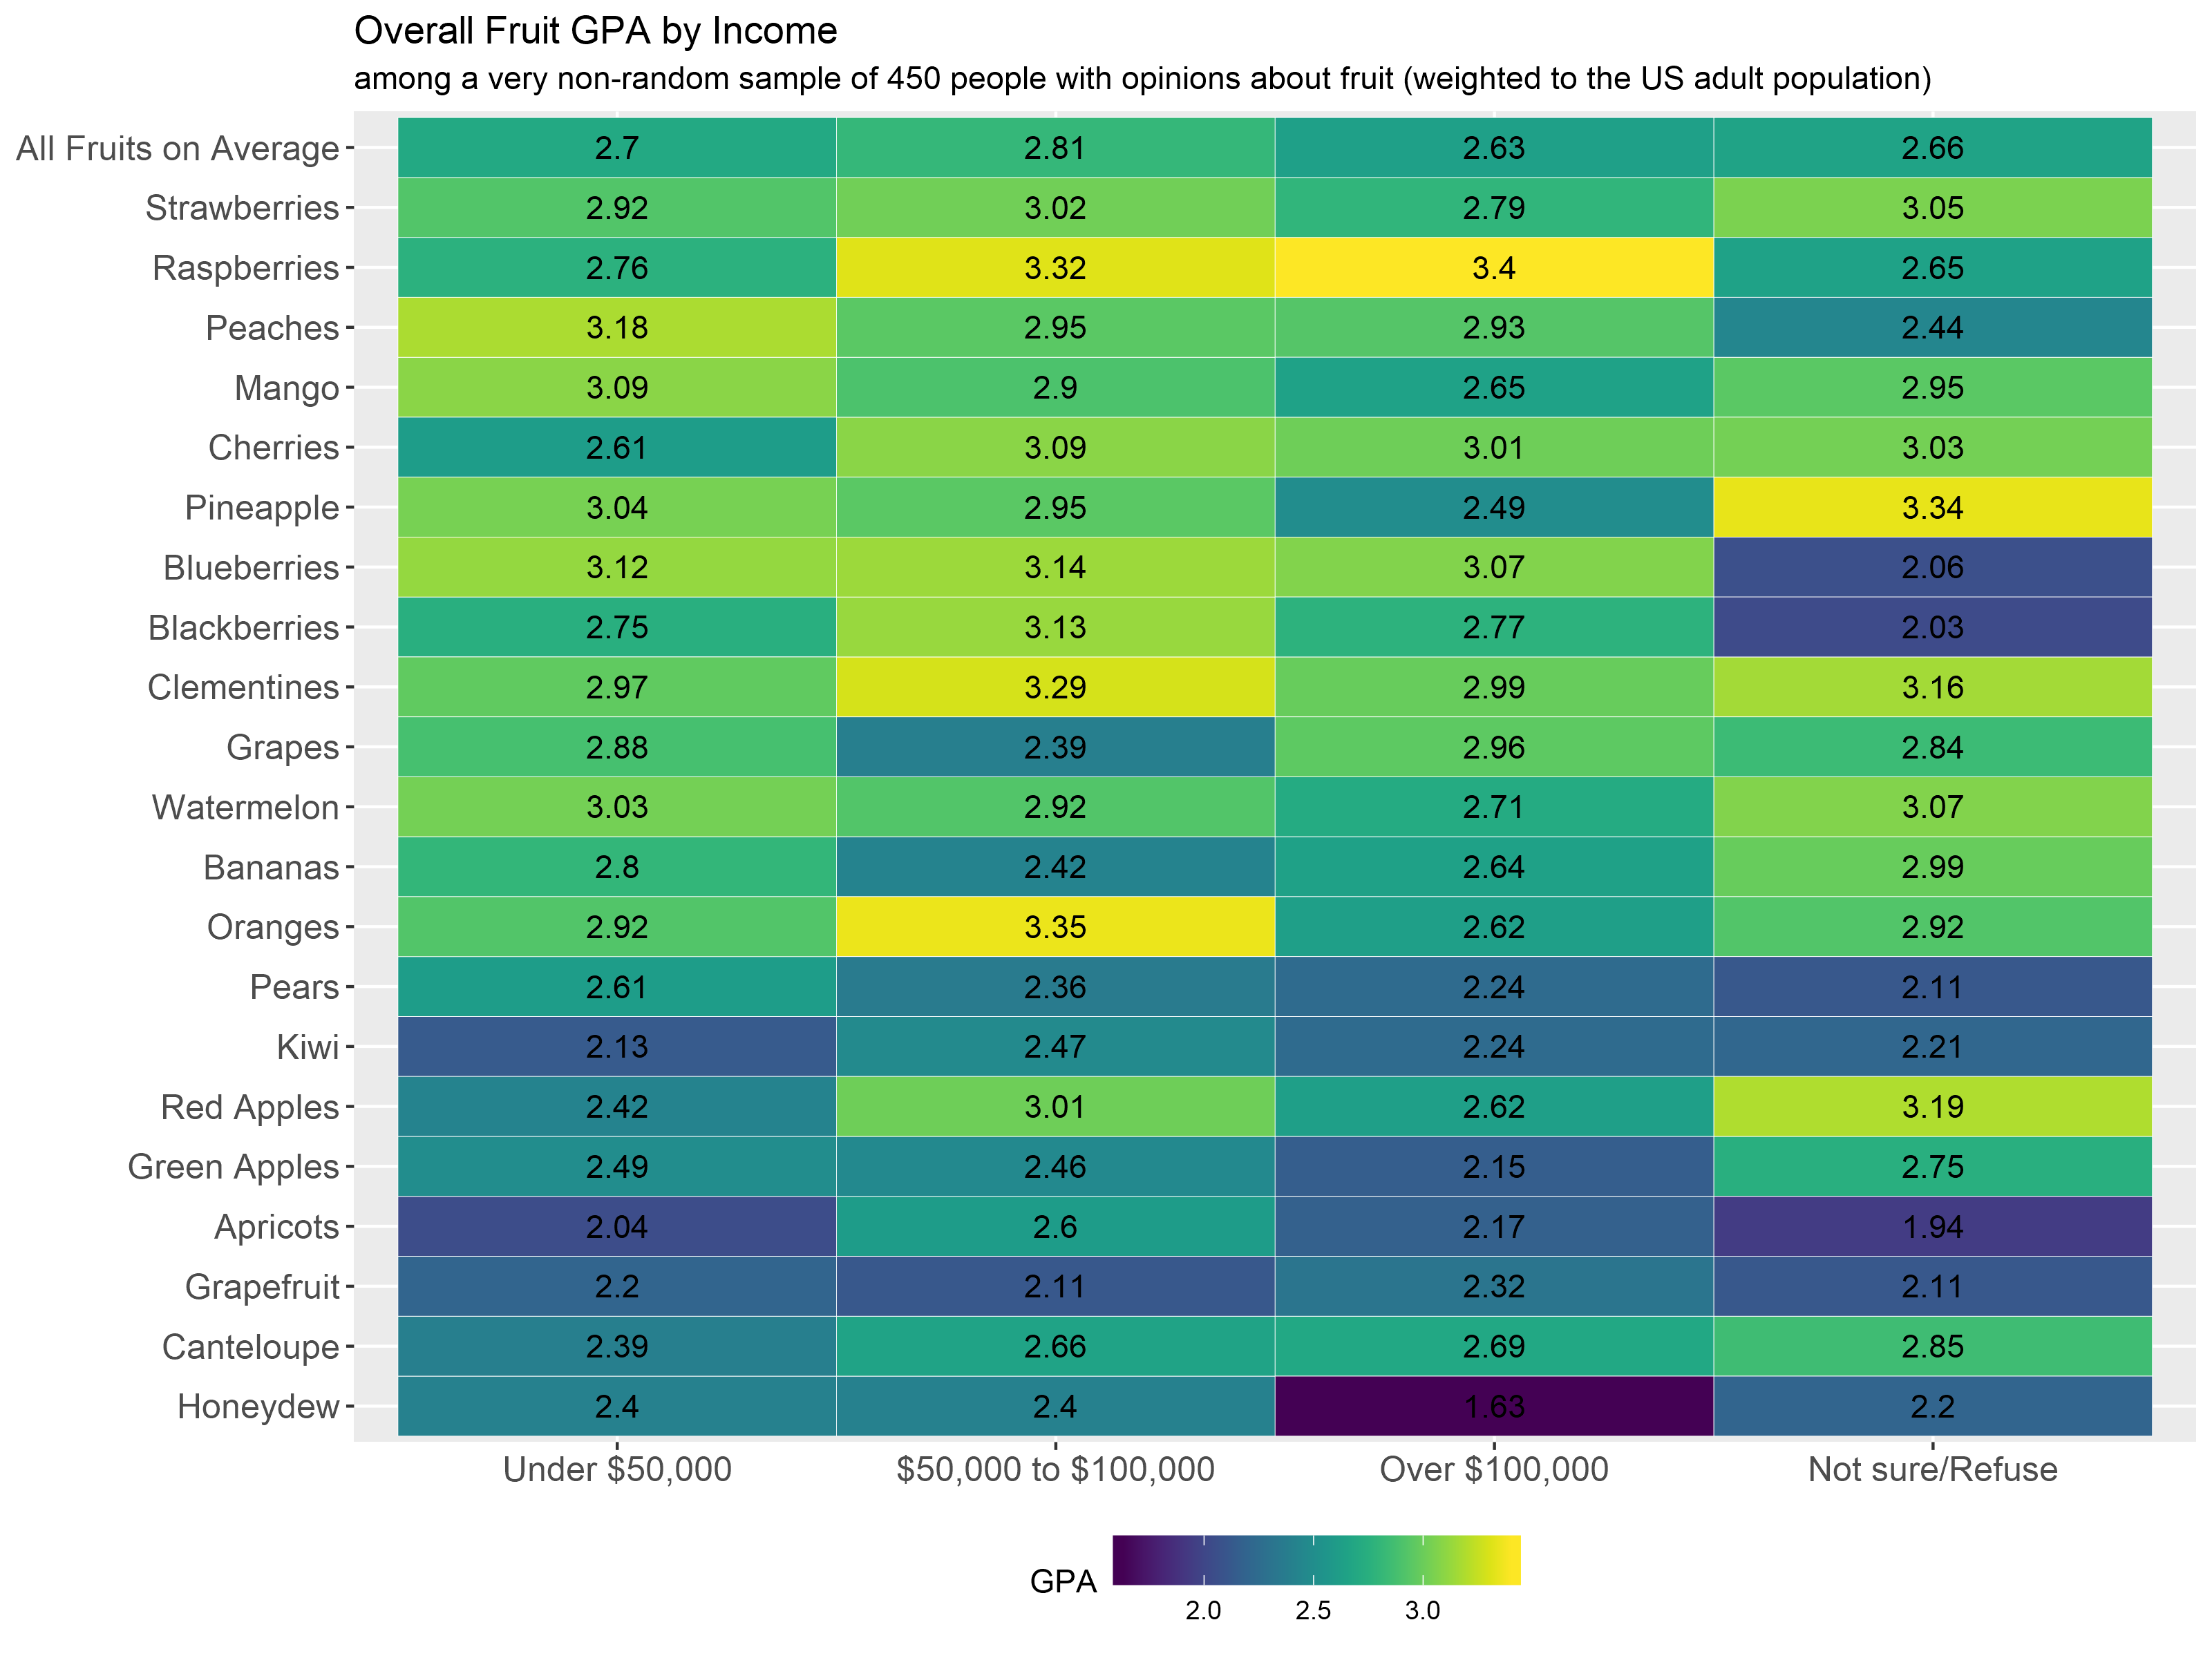 Overall Fruit GPA by Income
among a very non-random sample of 450 people with opinions about fruit (weighted to the US adult population)
All Fruits on Average 2.7 2.81 2.63 2.66
Strawberries 2.92 3.02 2.79 3.05
Raspberries 2.76 3.32 3.4 2.65
Peaches 3.18 2.95 2.93 2.44
Mango 3.09 2.9 2.65 2.95
Cherries 2.61 3.09 3.01 3.03
Pineapple 3.04 2.95 2.49 3.34
Blueberries 3.12 3.14 3.07 2.06
Blackberries 2.75 3.13 2.77 2.03
Clementines 2.97 3.29 2.99 3.16
Grapes 2.88 2.39 2.96 2.84
Watermelon 3.03 2.92 2.71 3.07
Bananas 2.8 2.42 2.64 2.99
Oranges 2.92 3.35 2.62 2.92
Pears 2.61 2.36 2.24 2.11
Kiwi 2.13 2.47 2.24 2.21
Red Apples 2.42 3.01 2.62 3.19
Green Apples 2.49 2.46 2.15 2.75
Apricots 2.04 2.6 2.17 1.94
Grapefruit 2.2 2.11 2.32 2.11
Canteloupe 2.39 2.66 2.69 2.85
Honeydew 2.4 2.4 1.63 2.2
Under $50,000 $50,000 to $100,000 Over $100,000 Not sure/Refuse
GPA
2.0 2.5 3.0